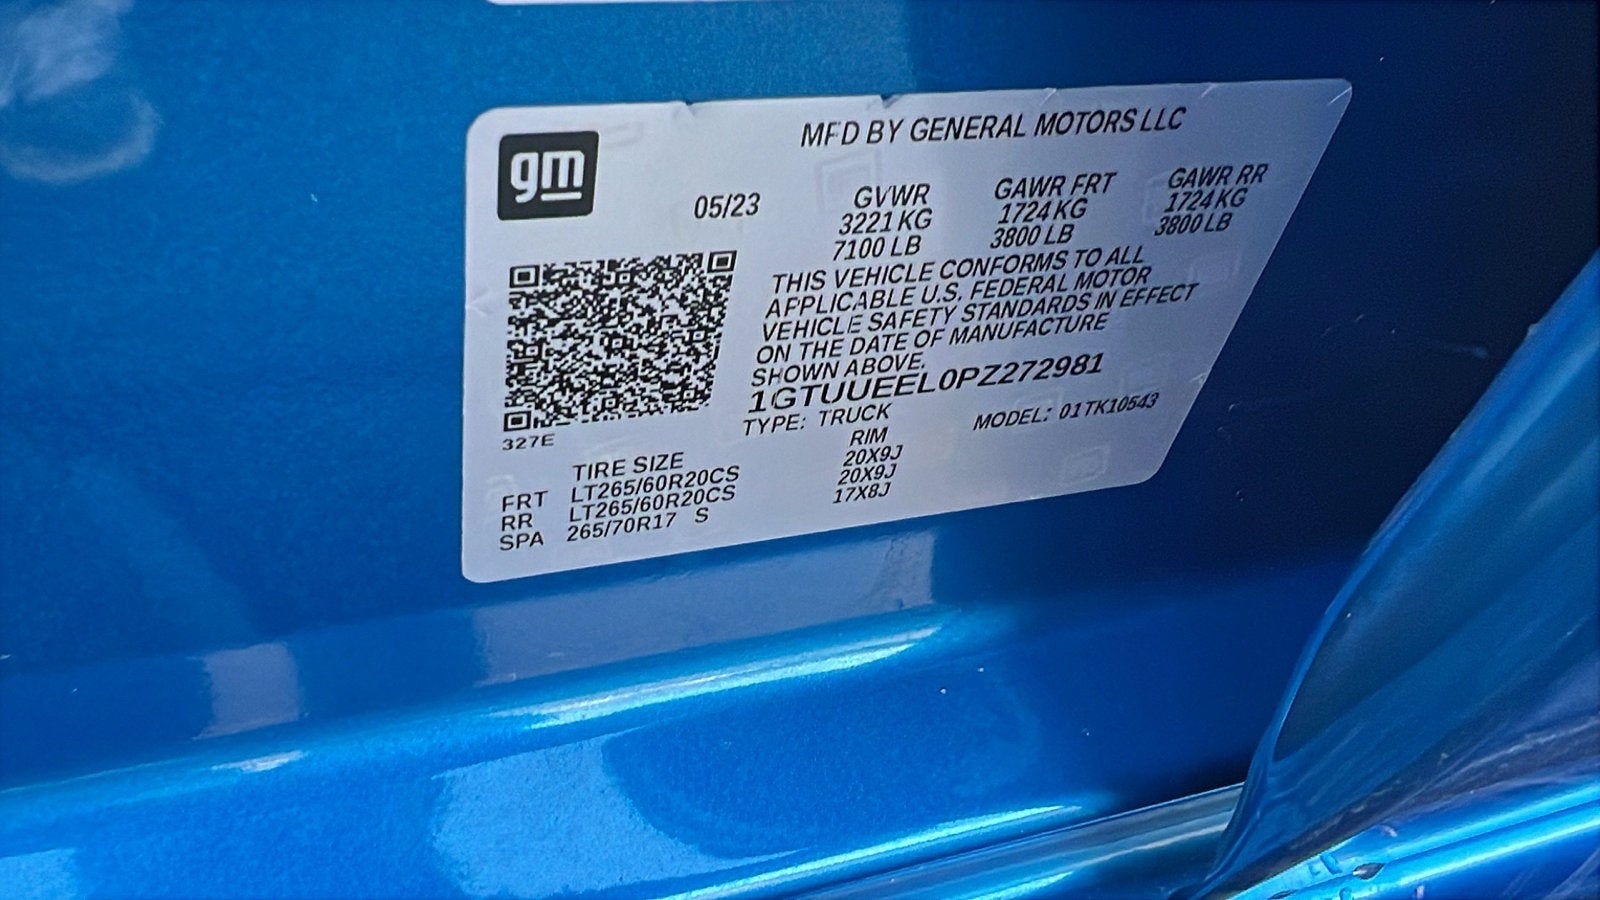 gm
MFD BY GENERAL MOTORS LLC
05/23
GVWR GAWR FRT GAWR RR
3221 KG 1724 KG 1724 KG
7100 LB 3800 LB 3800 LB
THIS VEHICLE CONFORMS TO ALL
APPLICABLE U.S. FEDERAL MOTOR
VEHICLE SAFETY STANDARDS IN EFFECT
ON THE DATE OF MANUFACTURE
SHOWN ABOVE.
1GTUUEEL0PZ272981
TYPE: TRUCK MODEL: 01TK10543
327E
TIRE SIZE RIM
FRT LT265/60R20CS 20X9J
RR LT265/60R20CS 20X9J
SPA 265/70R17 S 17X8J